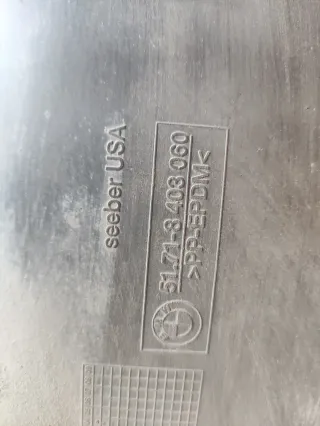 seeber USA
51.71-8 403 060
>PP-EPDM<